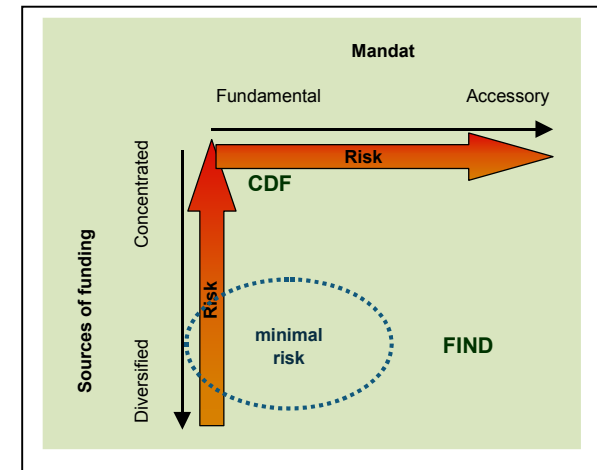 Mandat
Fundamental
Accessory
Risk
CDF
Sources of funding
Concentrated
Diversified
Risk
minimal
risk
FIND